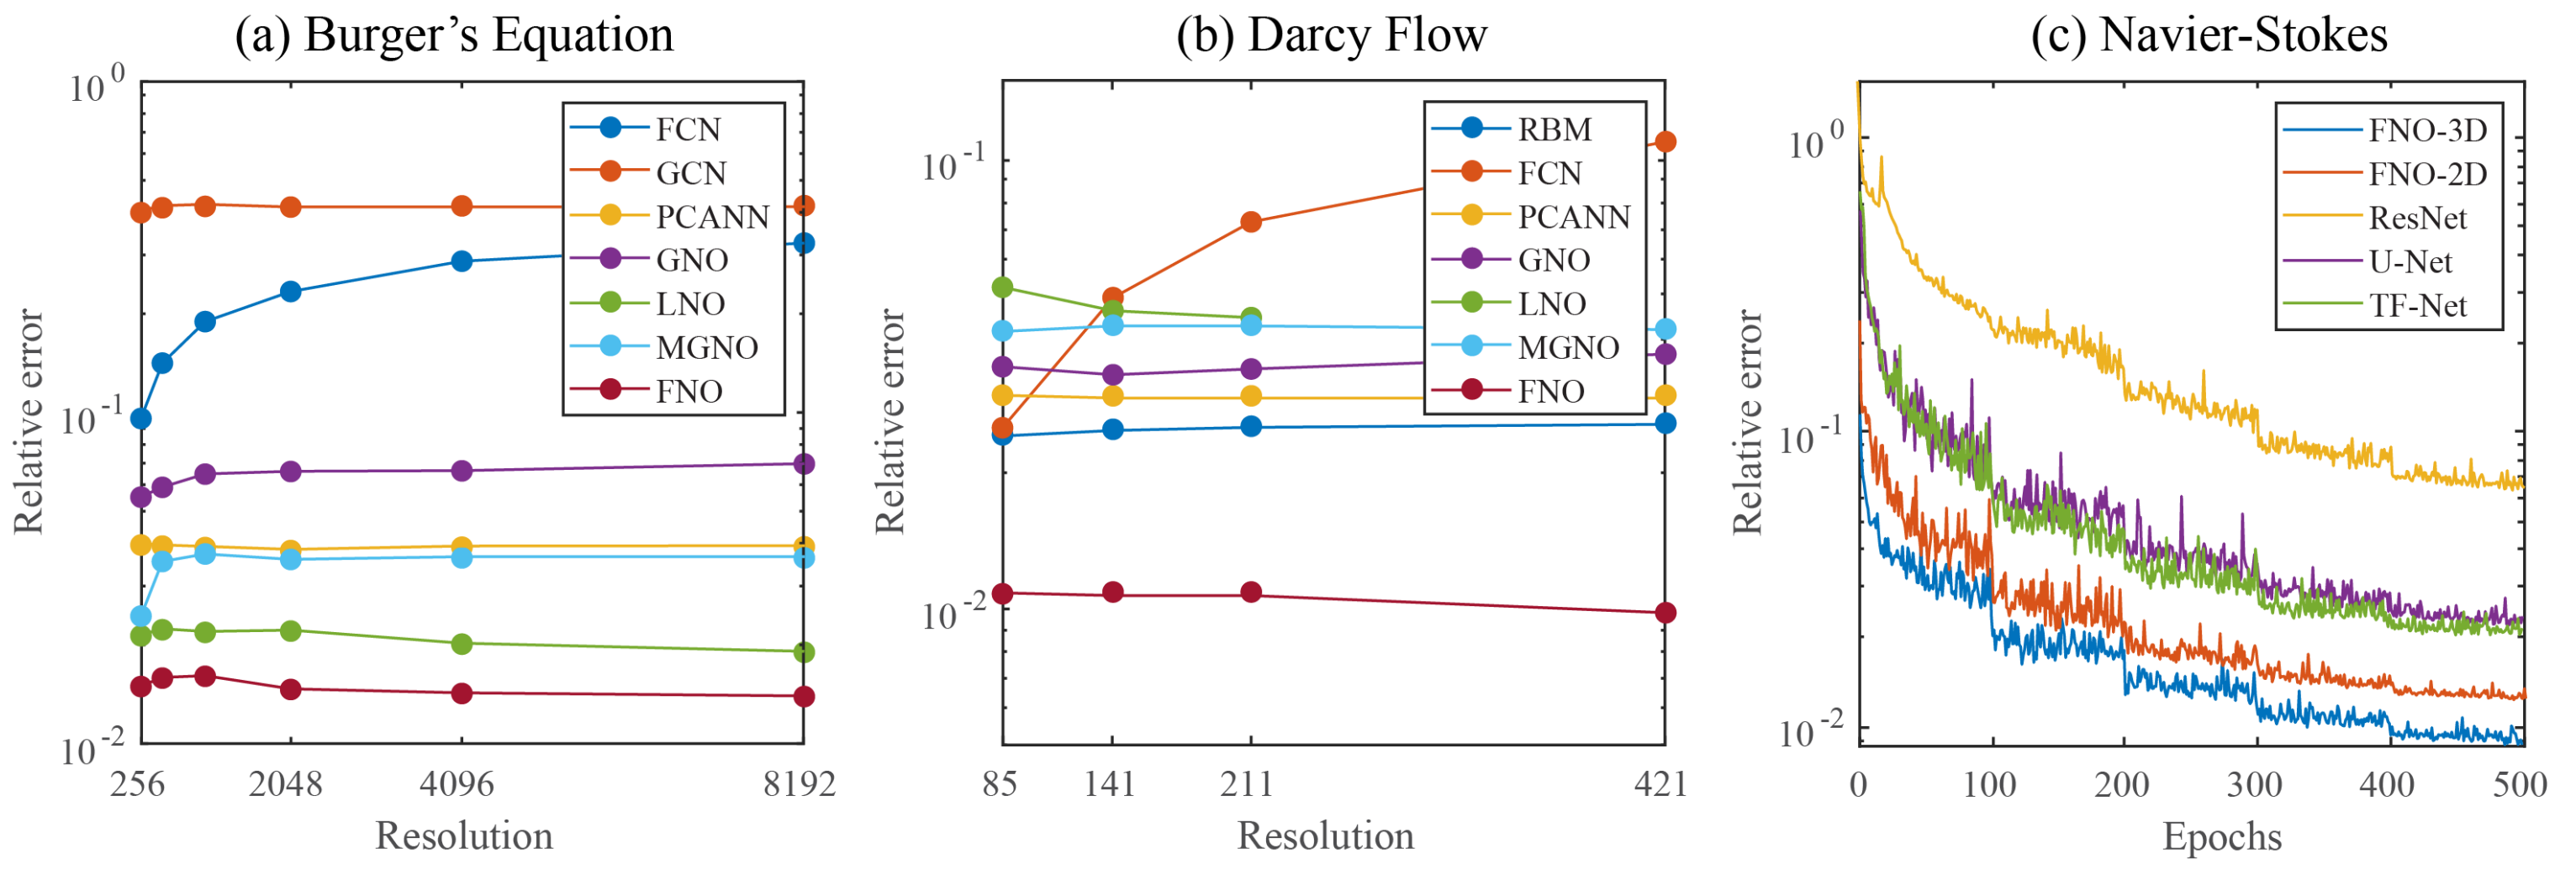 (a) Burger’s Equation
10^0
10^-1
10^-2
Relative error
256
2048
4096
8192
Resolution
FCN
GCN
PCANN
GNO
LNO
MGNO
FNO
(b) Darcy Flow
10^-1
10^-2
Relative error
85
141
211
421
Resolution
RBM
FCN
PCANN
GNO
LNO
MGNO
FNO
(c) Navier-Stokes
10^0
10^-1
10^-2
Relative error
0
100
200
300
400
500
Epochs
FNO-3D
FNO-2D
ResNet
U-Net
TF-Net